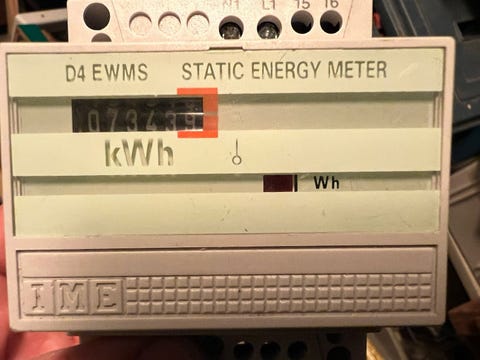 N1 L1 15 16
D4 EWMS STATIC ENERGY METER
073439
kWh
Wh
IME